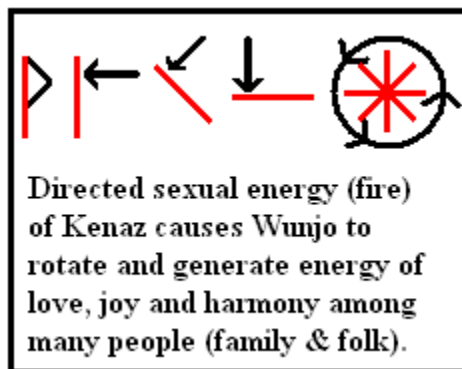 Directed sexual energy (fire)
of Kenaz causes Wunjo to
rotate and generate energy of
love, joy and harmony among
many people (family & folk).